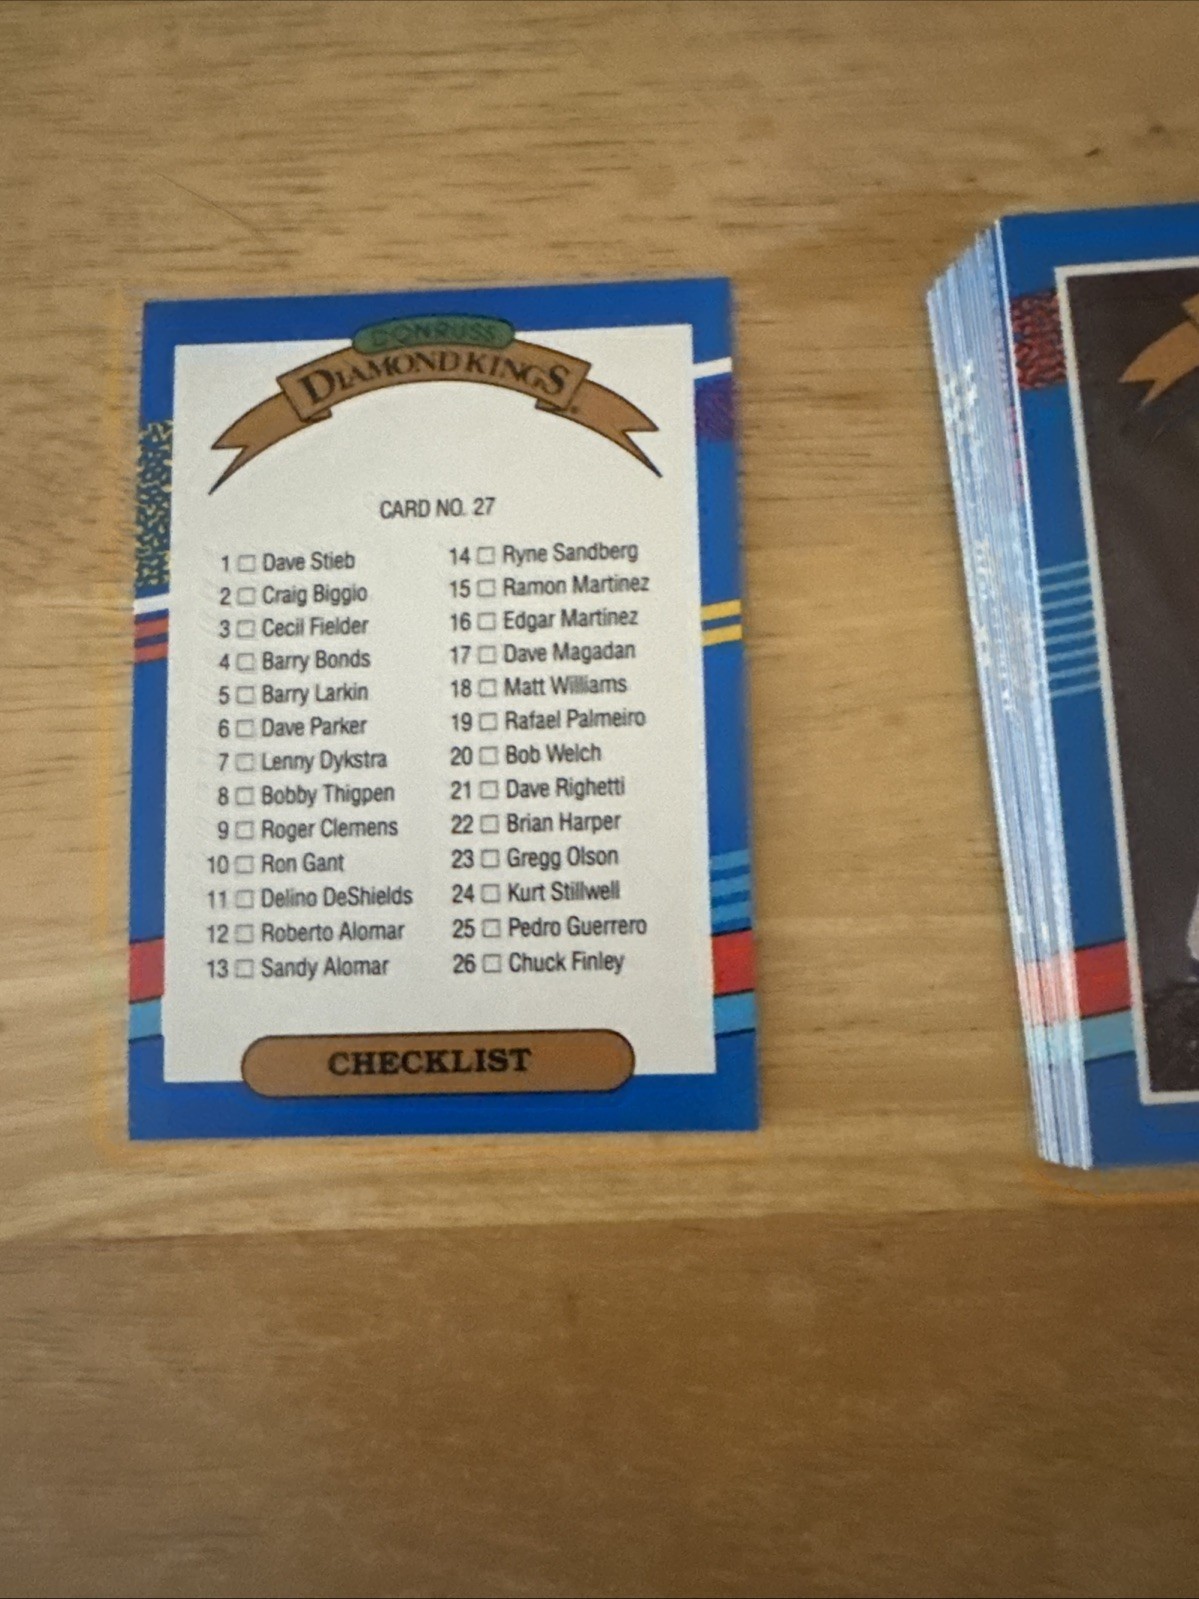 DONRUSS
DIAMOND KINGS®
CARD NO. 27
1 Dave Stieb
2 Craig Biggio
3 Cecil Fielder
4 Barry Bonds
5 Barry Larkin
6 Dave Parker
7 Lenny Dykstra
8 Bobby Thigpen
9 Roger Clemens
10 Ron Gant
11 Delino DeShields
12 Roberto Alomar
13 Sandy Alomar
14 Ryne Sandberg
15 Ramon Martinez
16 Edgar Martinez
17 Dave Magadan
18 Matt Williams
19 Rafael Palmeiro
20 Bob Welch
21 Dave Righetti
22 Brian Harper
23 Gregg Olson
24 Kurt Stillwell
25 Pedro Guerrero
26 Chuck Finley
CHECKLIST